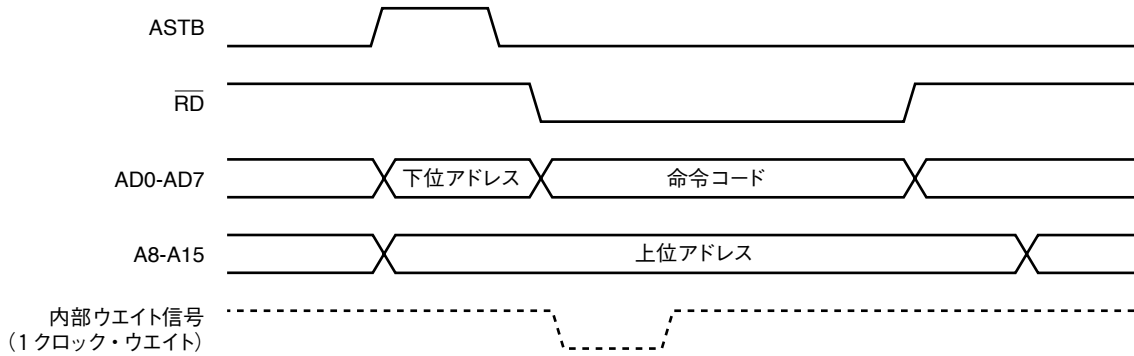 ASTB
RD
AD0-AD7
下位アドレス
命令コード
A8-A15
上位アドレス
内部ウエイト信号
（1クロック・ウエイト）